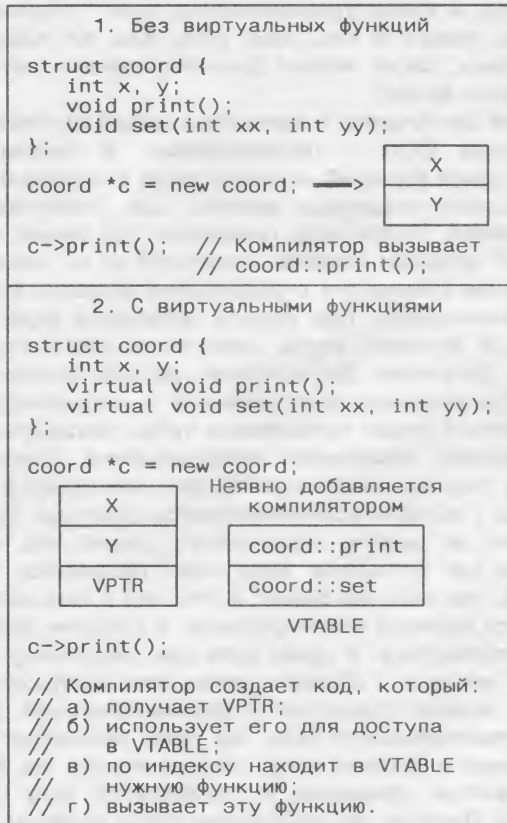 1. Без виртуальных функций
struct coord {
int x, y;
void print();
void set(int xx, int yy);
};
coord *c = new coord; ——>
X
Y
c->print(); // Компилятор вызывает
// coord::print();
2. С виртуальными функциями
struct coord {
int x, y;
virtual void print();
virtual void set(int xx, int yy);
};
coord *c = new coord;
Неявно добавляется
компилятором
X
Y
VPTR
coord::print
coord::set
VTABLE
c->print();
// Компилятор создает код, который:
// а) получает VPTR;
// б) использует его для доступа
// в VTABLE;
// в) по индексу находит в VTABLE
// нужную функцию;
// г) вызывает эту функцию.